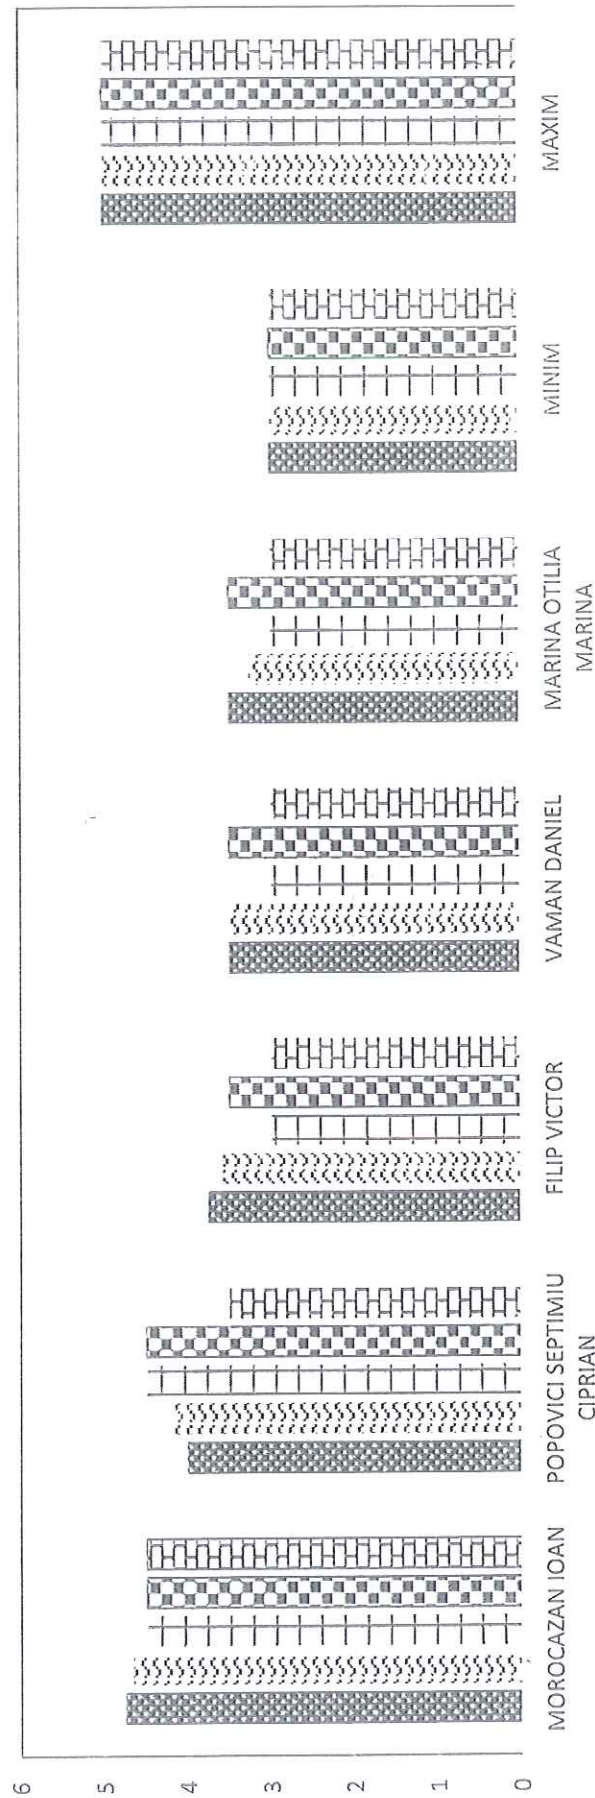 6
5
4
3
2
1
0
MOROCAZAN IOAN
POPOVICI SEPTIMIU
CIPRIAN
FILIP VICTOR
VAMAN DANIEL
MARINA OTILIA
MARINA
MINIM
MAXIM